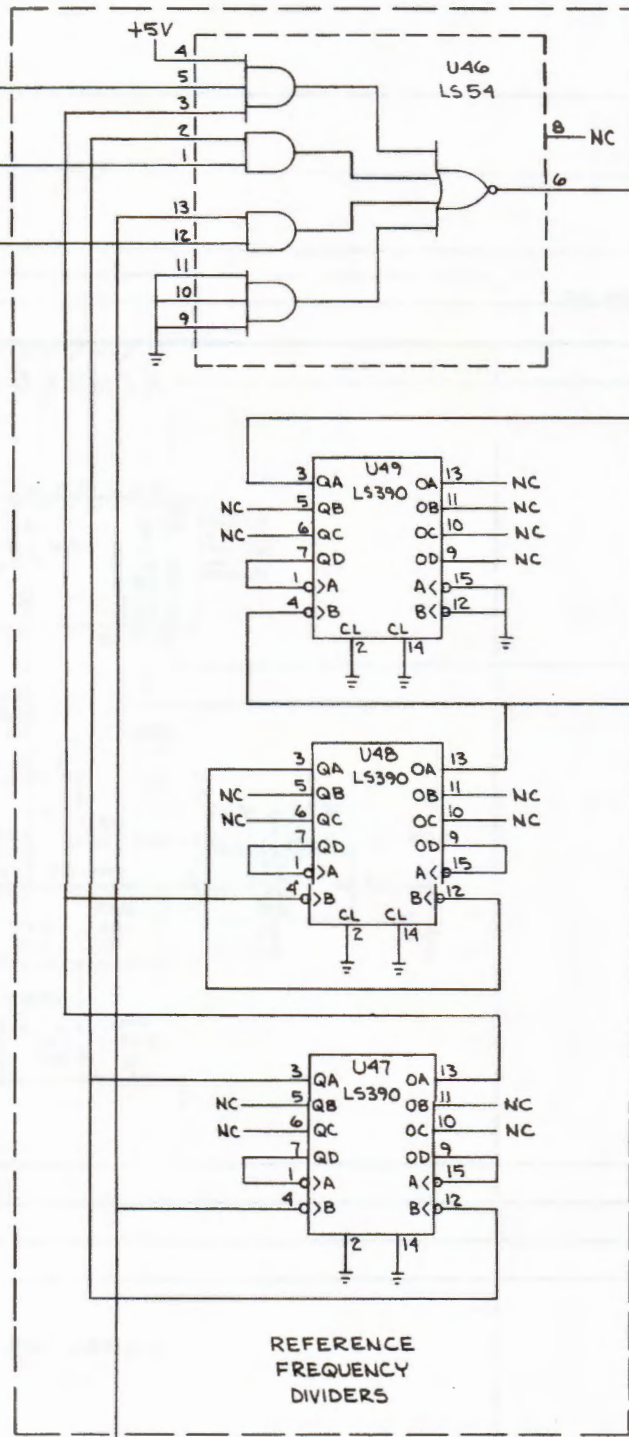 +5V
4
5
3
2
1
13
12
11
10
9
U46
LS54
8 NC
6
U49
LS390
3 QA OA 13 NC
NC 5 QB OB 11 NC
NC 6 QC OC 10 NC
7 QD OD 9 NC
1 >A A< 15
4 >B B< 12
CL CL
2 14
U48
LS390
3 QA OA 13
NC 5 QB OB 11 NC
NC 6 QC OC 10 NC
7 QD OD 9
1 >A A< 15
4 >B B< 12
CL CL
2 14
U47
LS390
3 QA OA 13
NC 5 QB OB 11 NC
NC 6 QC OC 10 NC
7 QD OD 9
1 >A A< 15
4 >B B< 12
2 14
REFERENCE
FREQUENCY
DIVIDERS